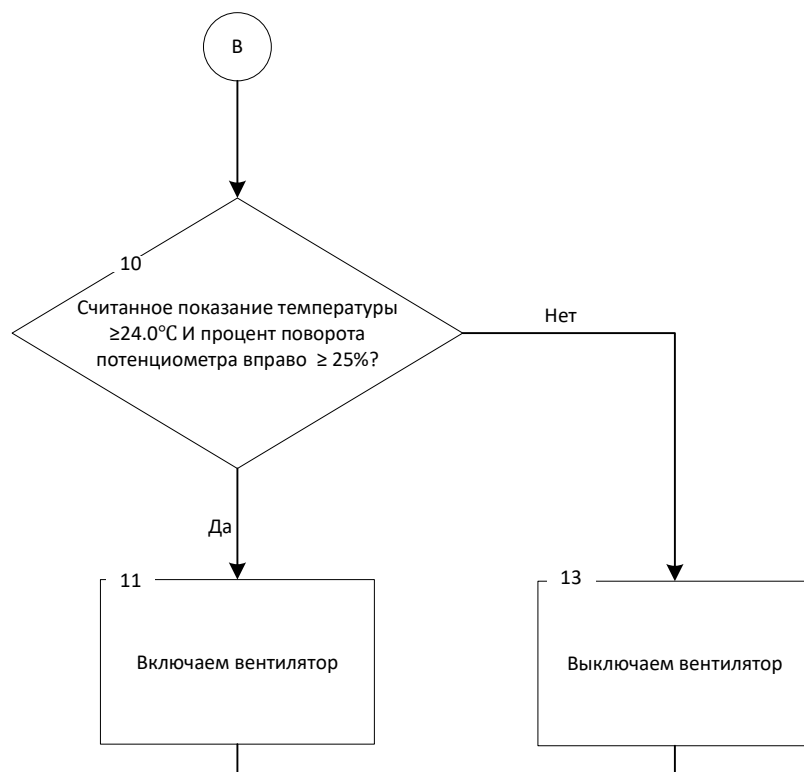 В
10
Считанное показание температуры
≥24.0℃ И процент поворота
потенциометра вправо ≥ 25%?
Нет
Да
11
13
Включаем вентилятор
Выключаем вентилятор